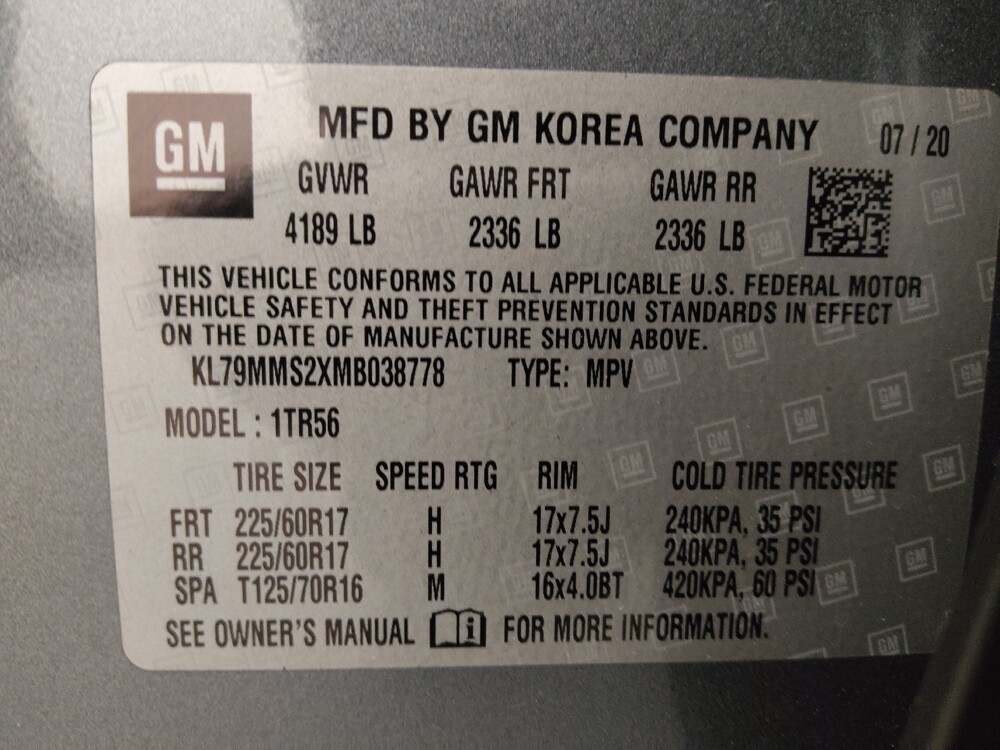 GM
MFD BY GM KOREA COMPANY 07 / 20
GVWR GAWR FRT GAWR RR
4189 LB 2336 LB 2336 LB
THIS VEHICLE CONFORMS TO ALL APPLICABLE U.S. FEDERAL MOTOR
VEHICLE SAFETY AND THEFT PREVENTION STANDARDS IN EFFECT
ON THE DATE OF MANUFACTURE SHOWN ABOVE.
KL79MMS2XMB038778 TYPE: MPV
MODEL : 1TR56
TIRE SIZE SPEED RTG RIM COLD TIRE PRESSURE
FRT 225/60R17 H 17x7.5J 240KPA, 35 PSI
RR 225/60R17 H 17x7.5J 240KPA, 35 PSI
SPA T125/70R16 M 16x4.0BT 420KPA, 60 PSI
SEE OWNER'S MANUAL i FOR MORE INFORMATION.